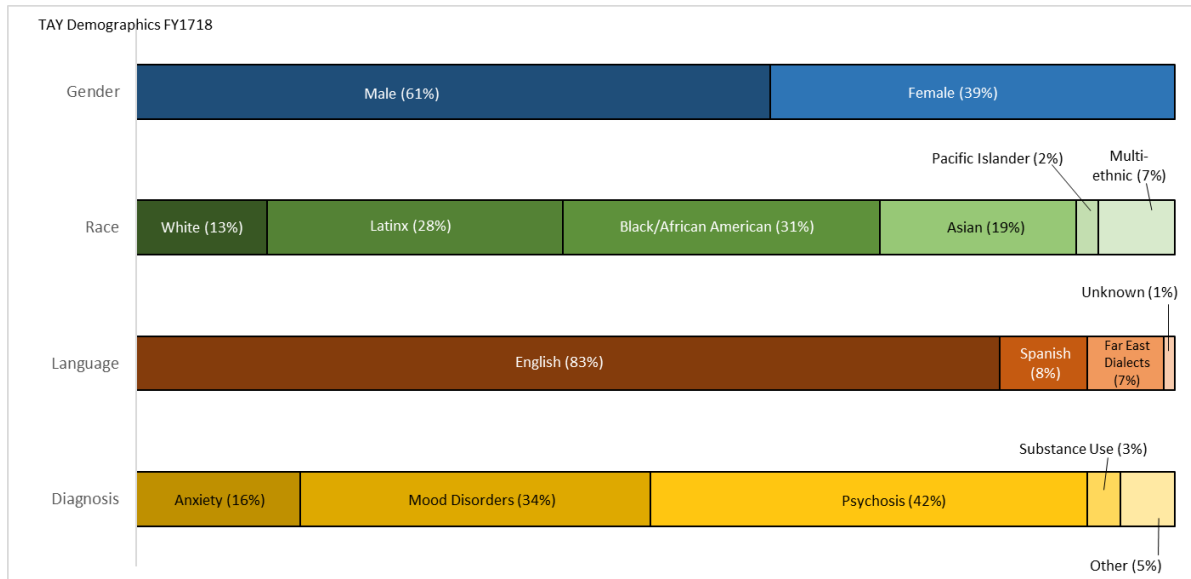 TAY Demographics FY1718
Gender
Male (61%)
Female (39%)
Pacific Islander (2%)
Multi-
ethnic (7%)
Race
White (13%)
Latinx (28%)
Black/African American (31%)
Asian (19%)
Unknown (1%)
Language
English (83%)
Spanish
(8%)
Far East
Dialects
(7%)
Substance Use (3%)
Diagnosis
Anxiety (16%)
Mood Disorders (34%)
Psychosis (42%)
Other (5%)